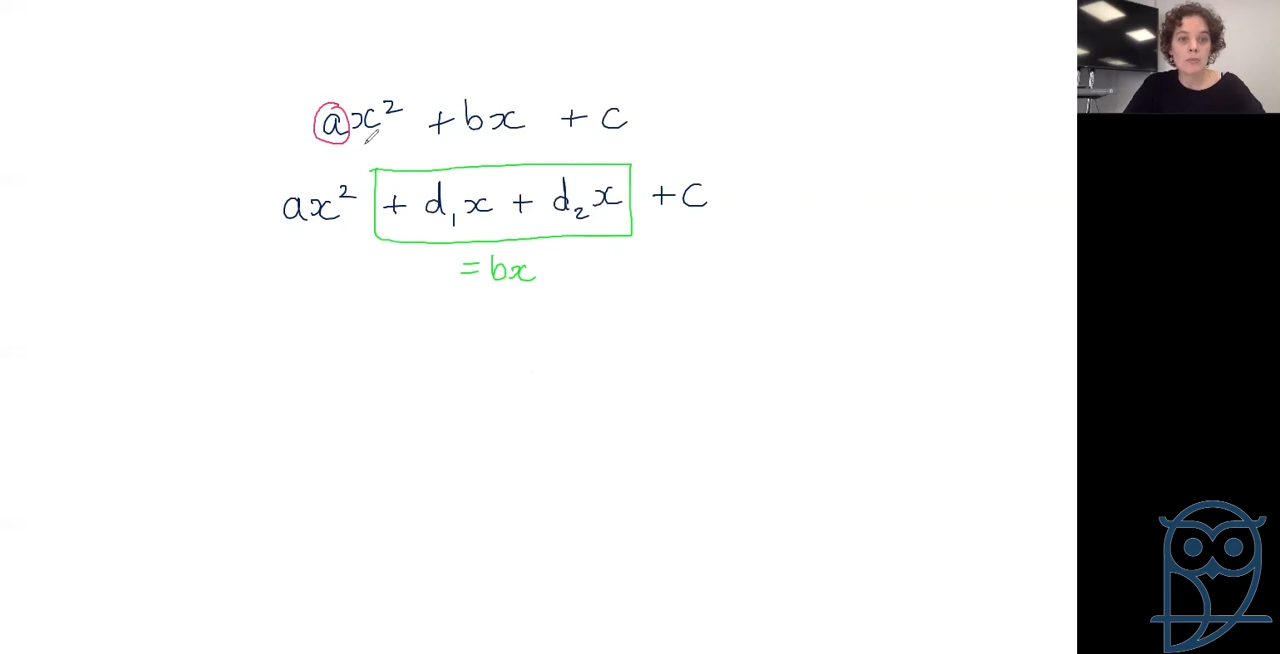 ax² + bx + c
ax² + d₁x + d₂x + c
= bx